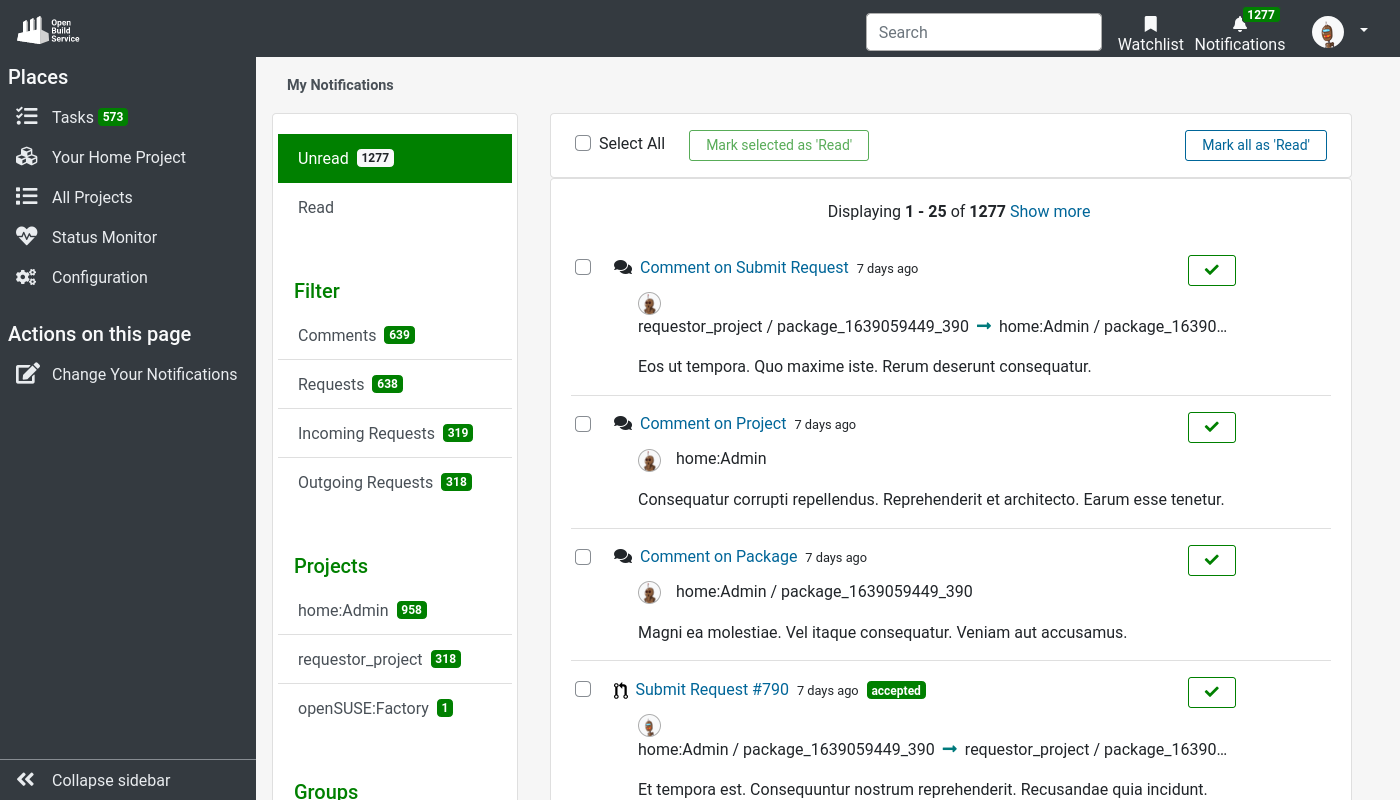 Open
Build
Service
Search
Watchlist
1277
Notifications
Places
Tasks 573
Your Home Project
All Projects
Status Monitor
Configuration
Actions on this page
Change Your Notifications
Collapse sidebar
My Notifications
Unread 1277
Read
Filter
Comments 639
Requests 638
Incoming Requests 319
Outgoing Requests 318
Projects
home:Admin 958
requestor_project 318
openSUSE:Factory 1
Groups
Select All Mark selected as 'Read' Mark all as 'Read'
Displaying 1 - 25 of 1277 Show more
Comment on Submit Request 7 days ago
requestor_project / package_1639059449_390 → home:Admin / package_16390...
Eos ut tempora. Quo maxime iste. Rerum deserunt consequatur.
Comment on Project 7 days ago
home:Admin
Consequatur corrupti repellendus. Reprehenderit et architecto. Earum esse tenetur.
Comment on Package 7 days ago
home:Admin / package_1639059449_390
Magni ea molestiae. Vel itaque consequatur. Veniam aut accusamus.
Submit Request #790 7 days ago accepted
home:Admin / package_1639059449_390 → requestor_project / package_16390...
Et tempora est. Consequuntur nostrum reprehenderit. Recusandae quia incidunt.